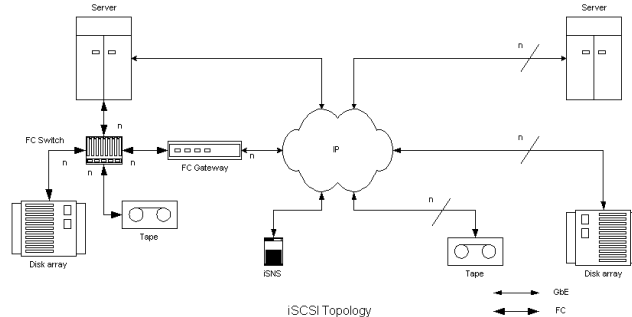 Server
Server
n
n
FC Switch
IP
n
n
n
n
n
FC Gateway
n
n
Tape
Disk array
iSNS
Tape
Disk array
GbE
iSCSI Topology
FC